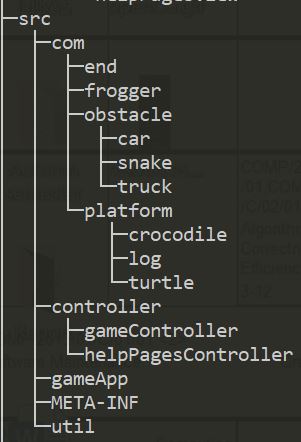 src
com
end
frogger
obstacle
car
snake
truck
platform
crocodile
log
turtle
controller
gameController
helpPagesController
gameApp
META-INF
util